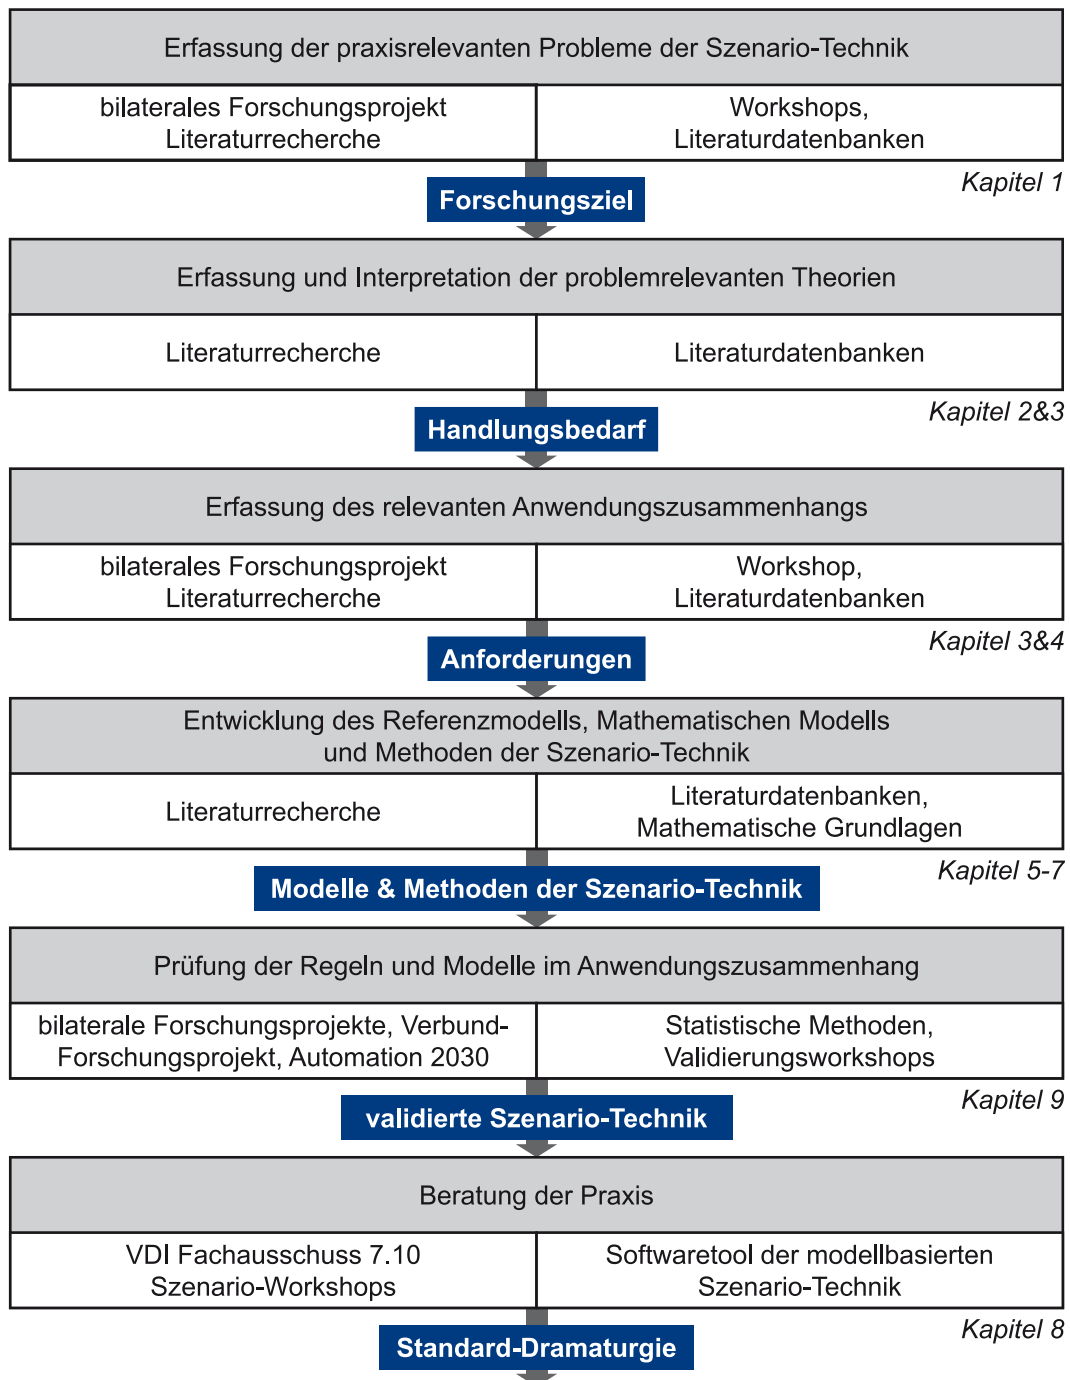 Erfassung der praxisrelevanten Probleme der Szenario-Technik
bilaterales Forschungsprojekt
Literaturrecherche
Workshops,
Literaturdatenbanken
Kapitel 1
Forschungsziel
Erfassung und Interpretation der problemrelevanten Theorien
Literaturrecherche
Literaturdatenbanken
Kapitel 2&3
Handlungsbedarf
Erfassung des relevanten Anwendungszusammenhangs
bilaterales Forschungsprojekt
Literaturrecherche
Workshop,
Literaturdatenbanken
Kapitel 3&4
Anforderungen
Entwicklung des Referenzmodells, Mathematischen Modells
und Methoden der Szenario-Technik
Literaturrecherche
Literaturdatenbanken,
Mathematische Grundlagen
Kapitel 5-7
Modelle & Methoden der Szenario-Technik
Prüfung der Regeln und Modelle im Anwendungszusammenhang
bilaterale Forschungsprojekte, Verbund-
Forschungsprojekt, Automation 2030
Statistische Methoden,
Validierungsworkshops
Kapitel 9
validierte Szenario-Technik
Beratung der Praxis
VDI Fachausschuss 7.10
Szenario-Workshops
Softwaretool der modellbasierten
Szenario-Technik
Kapitel 8
Standard-Dramaturgie